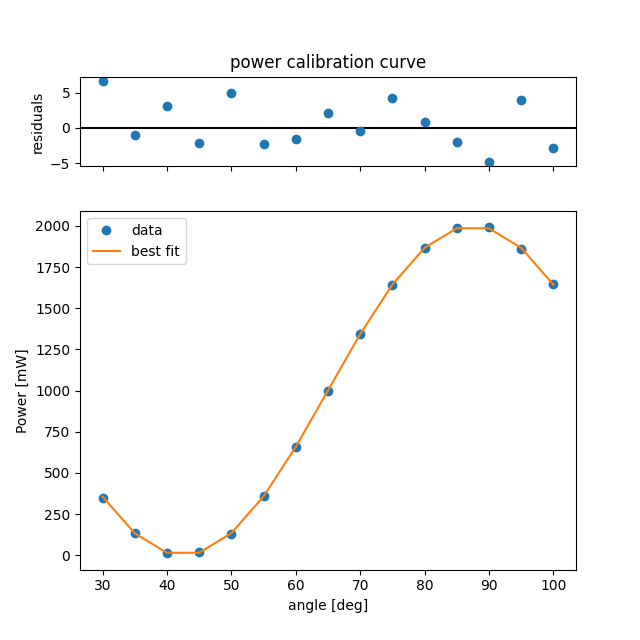 power calibration curve
residuals
5
0
−5
data
best fit
Power [mW]
2000
1750
1500
1250
1000
750
500
250
0
30 40 50 60 70 80 90 100
angle [deg]